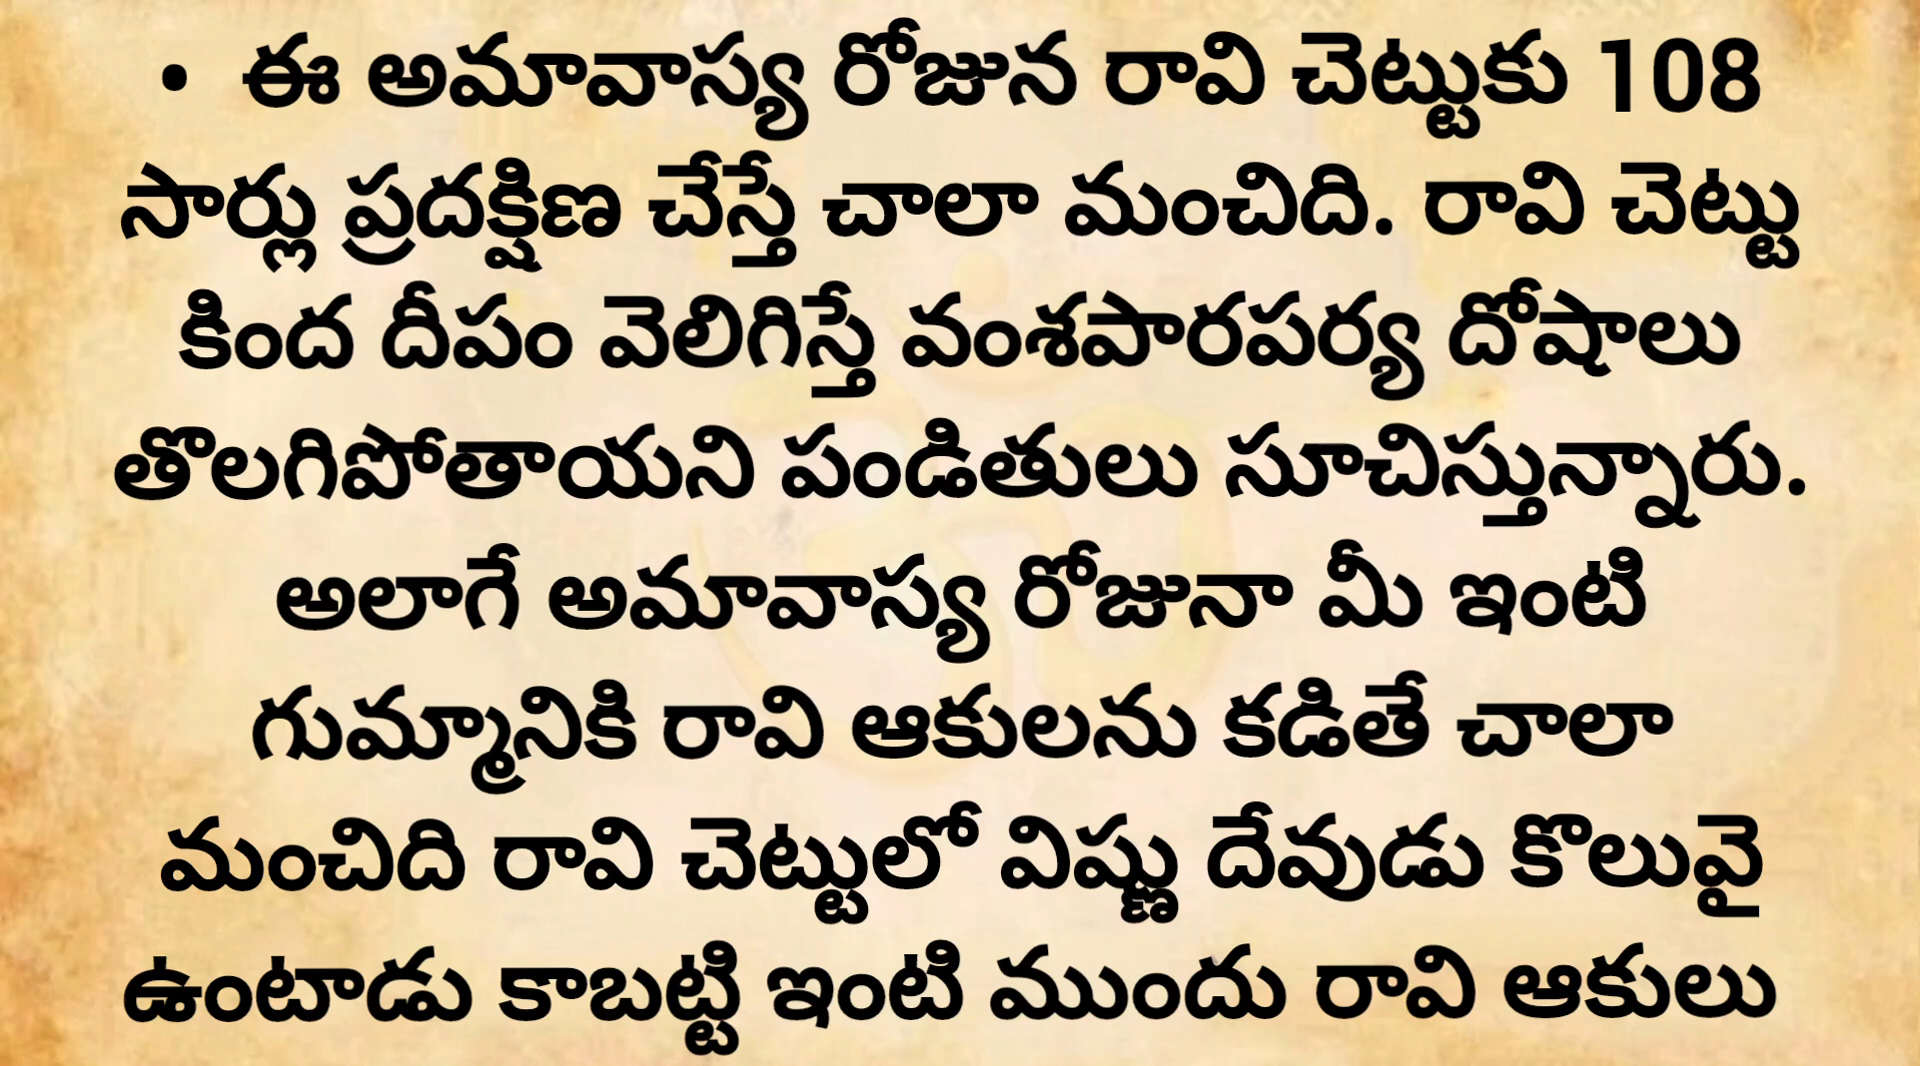 • ఈ అమావాస్య రోజున రావి చెట్టుకు 108
సార్లు ప్రదక్షిణ చేస్తే చాలా మంచిది. రావి చెట్టు
కింద దీపం వెలిగిస్తే వంశపారపర్య దోషాలు
తొలగిపోతాయని పండితులు సూచిస్తున్నారు.
అలాగే అమావాస్య రోజునా మీ ఇంటి
గుమ్మానికి రావి ఆకులను కడితే చాలా
మంచిది రావి చెట్టులో విష్ణు దేవుడు కొలువై
ఉంటాడు కాబట్టి ఇంటి ముందు రావి ఆకులు